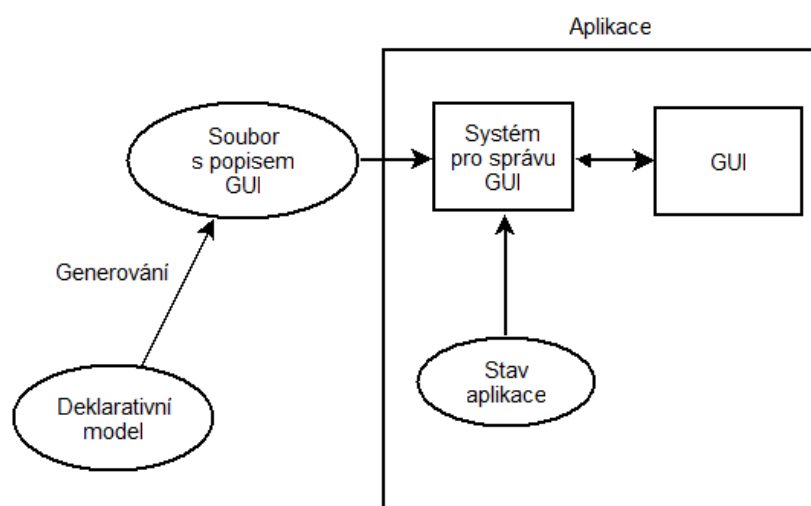 Aplikace
Soubor
s popisem
GUI
Systém
pro správu
GUI
GUI
Generování
Stav
aplikace
Deklarativní
model